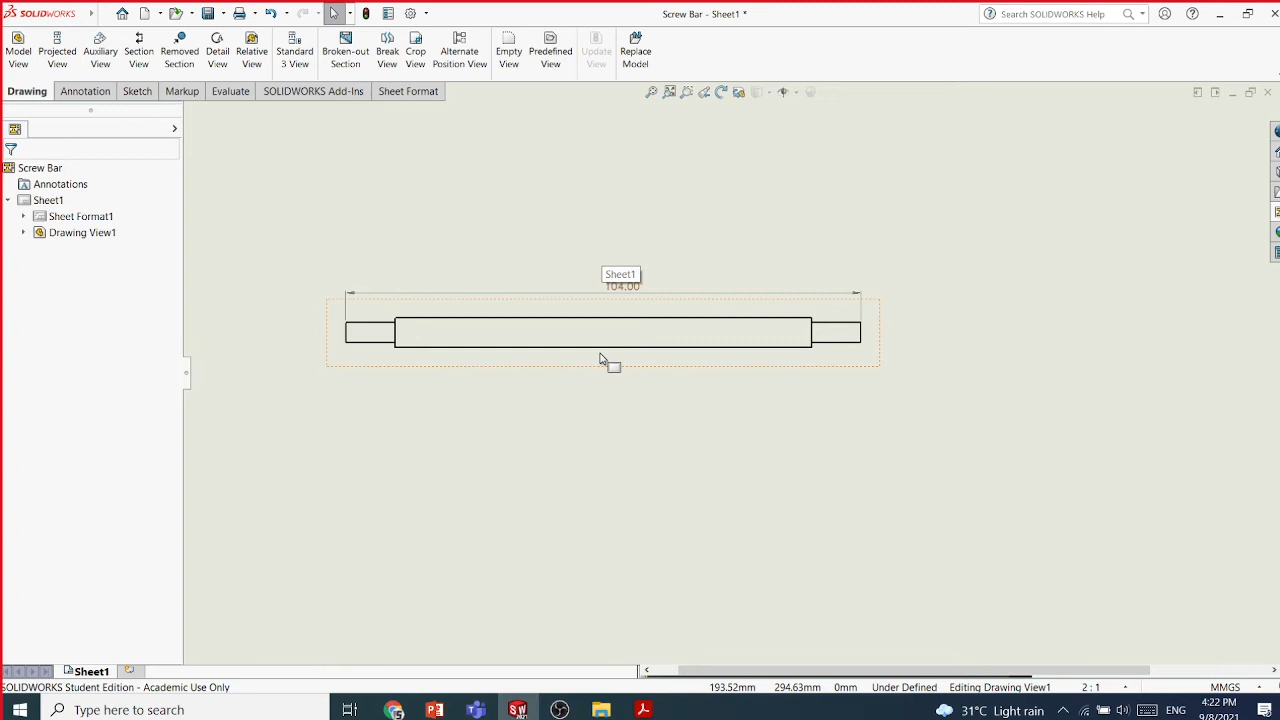 SOLIDWORKS
Screw Bar - Sheet1 *
Search SOLIDWORKS Help
Model View
Projected View
Auxiliary View
Section View
Removed Section
Detail View
Relative View
Standard 3 View
Broken-out Section
Break View
Crop View
Alternate Position View
Empty View
Predefined View
Update View
Replace Model
Drawing
Annotation
Sketch
Markup
Evaluate
SOLIDWORKS Add-Ins
Sheet Format
Screw Bar
Annotations
Sheet1
Sheet Format1
Drawing View1
Sheet1
104.00
Sheet1
SOLIDWORKS Student Edition - Academic Use Only
193.52mm
294.63mm
0mm
Under Defined
Editing Drawing View1
2 : 1
MMGS
Type here to search
31°C Light rain
ENG
4:22 PM